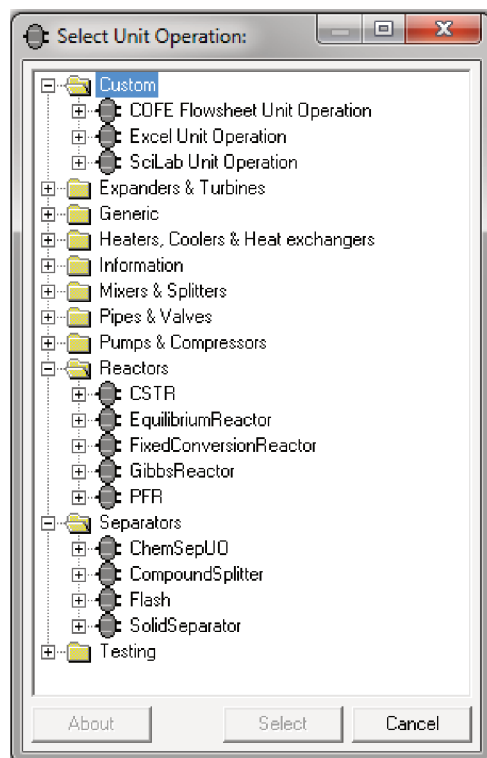 Select Unit Operation:
Custom
COFE Flowsheet Unit Operation
Excel Unit Operation
SciLab Unit Operation
Expanders & Turbines
Generic
Heaters, Coolers & Heat exchangers
Information
Mixers & Splitters
Pipes & Valves
Pumps & Compressors
Reactors
CSTR
EquilibriumReactor
FixedConversionReactor
GibbsReactor
PFR
Separators
ChemSepUO
CompoundSplitter
Flash
SolidSeparator
Testing
About Select Cancel